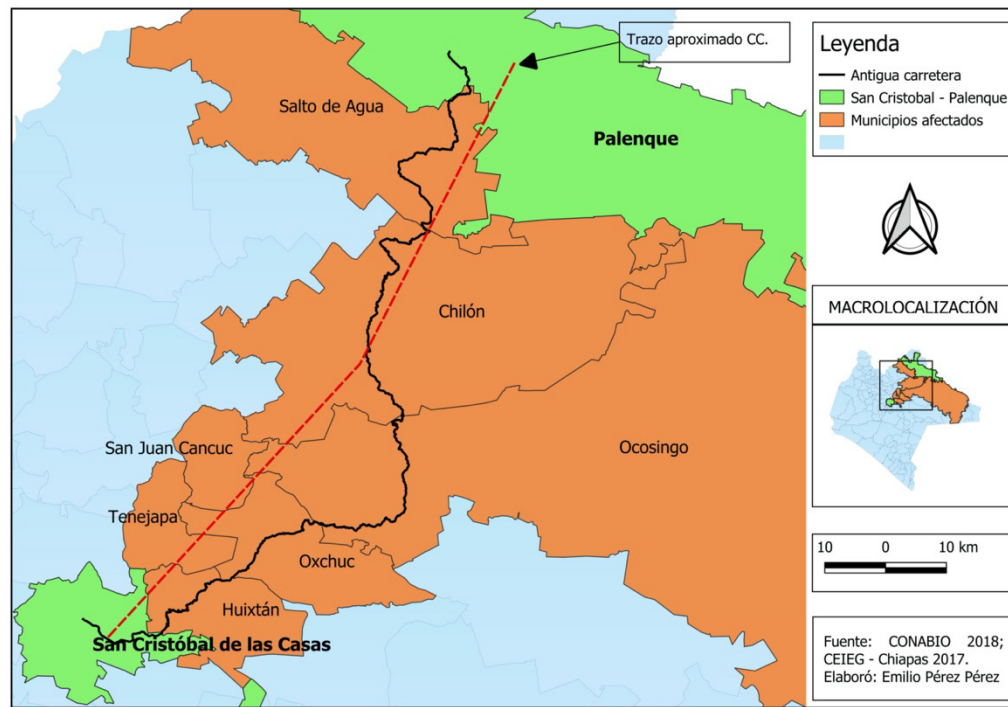 Trazo aproximado CC.
Salto de Agua
Palenque
Chilón
San Juan Cancuc
Ocosingo
Tenejapa
Oxchuc
Huixtán
San Cristóbal de las Casas
Leyenda
Antigua carretera
San Cristobal - Palenque
Municipios afectados
MACROLOCALIZACIÓN
10 0 10 km
Fuente: CONABIO 2018;
CEIEG - Chiapas 2017.
Elaboró: Emilio Pérez Pérez